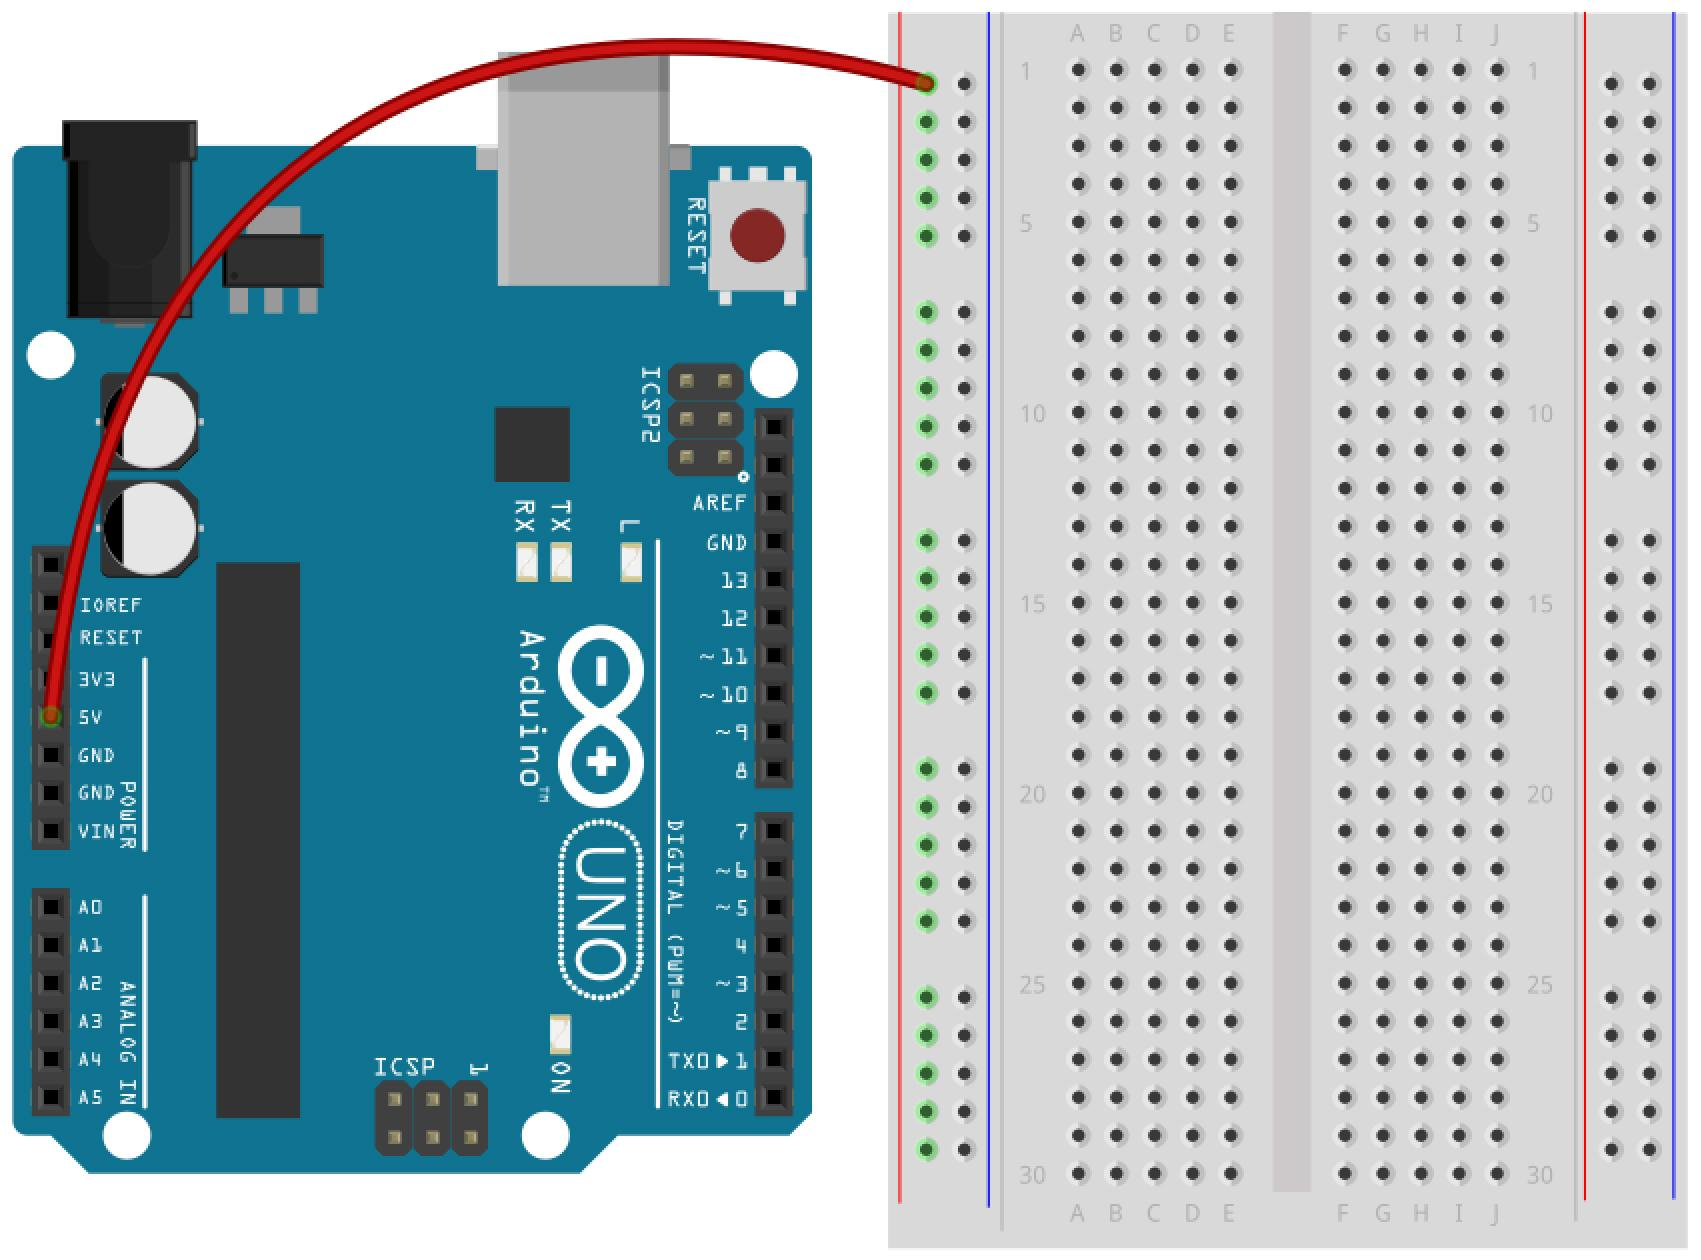 A B C D E F G H I J
1 1
5 5
10 10
15 15
20 20
25 25
30 30
A B C D E F G H I J
RESET
ICSP2
AREF
GND
13
12
~ 11
~ 10
~ 9
8
7
~ 6
~ 5
4
~ 3
2
TX0▶1
RX0◀0
DIGITAL (PWM=~)
RX
TX
L
Arduino™
UNO
IOREF
RESET
3V3
5V
GND
GND
VIN
POWER
A0
A1
A2
A3
A4
A5
ANALOG IN
ICSP
1
ON